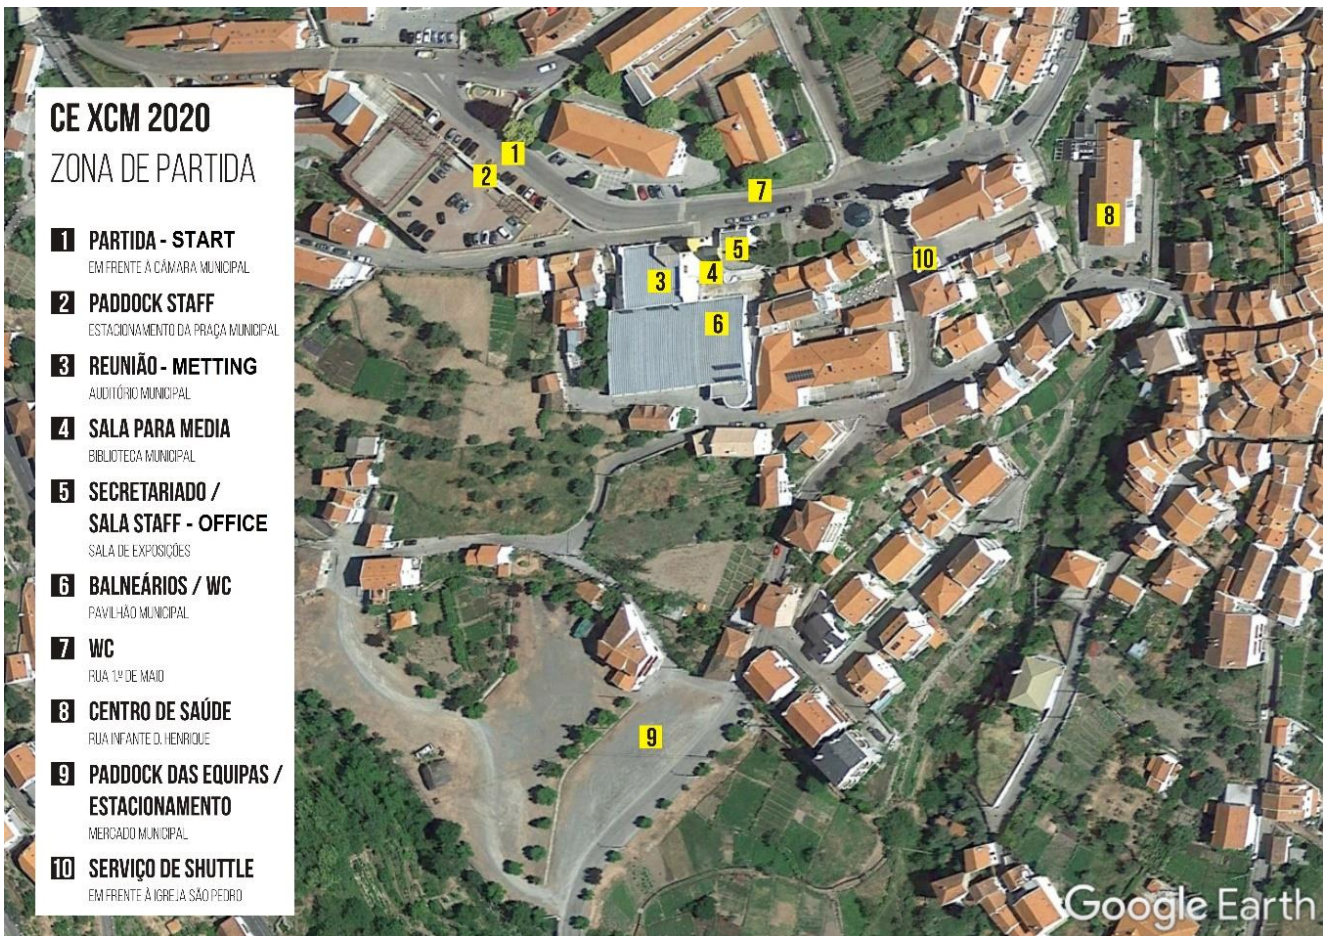 CE XCM 2020
ZONA DE PARTIDA
1 PARTIDA - START
EM FRENTE À CÂMARA MUNICIPAL
2 PADDOCK STAFF
ESTACIONAMENTO DA PRAÇA MUNICIPAL
3 REUNIÃO - METTING
AUDITÓRIO MUNICIPAL
4 SALA PARA MEDIA
BIBLIOTECA MUNICIPAL
5 SECRETARIADO /
SALA STAFF - OFFICE
SALA DE EXPOSIÇÕES
6 BALNEÁRIOS / WC
PAVILHÃO MUNICIPAL
7 WC
RUA 1.º DE MAIO
8 CENTRO DE SAÚDE
RUA INFANTE D. HENRIQUE
9 PADDOCK DAS EQUIPAS /
ESTACIONAMENTO
MERCADO MUNICIPAL
10 SERVIÇO DE SHUTTLE
EM FRENTE À IGREJA SÃO PEDRO
1
2
7
8
5
10
4
3
6
9
Google Earth